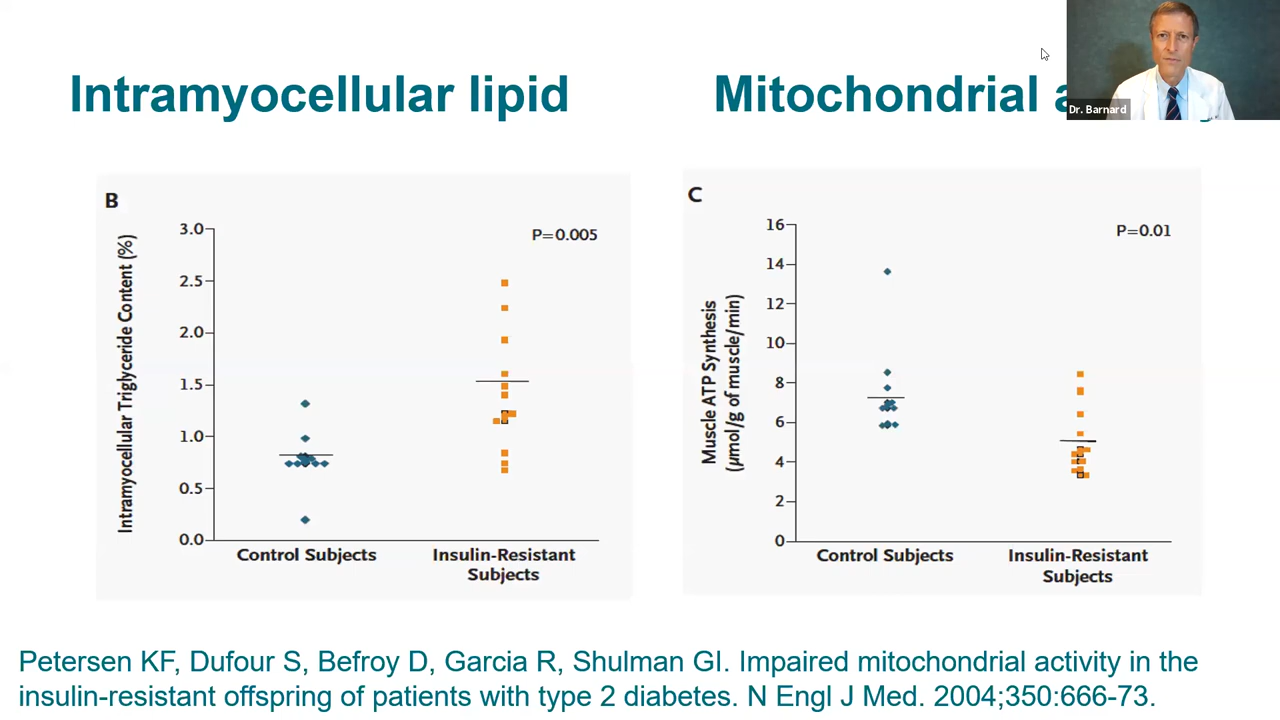 Intramyocellular lipid
Mitochondrial a
Dr. Barnard
B
P=0.005
Intramyocellular Triglyceride Content (%)
3.0
2.5
2.0
1.5
1.0
0.5
0.0
Control Subjects
Insulin-Resistant
Subjects
C
P=0.01
Muscle ATP Synthesis
(µmol/g of muscle/min)
16
14
12
10
8
6
4
2
0
Control Subjects
Insulin-Resistant
Subjects
Petersen KF, Dufour S, Befroy D, Garcia R, Shulman GI. Impaired mitochondrial activity in the
insulin-resistant offspring of patients with type 2 diabetes. N Engl J Med. 2004;350:666-73.